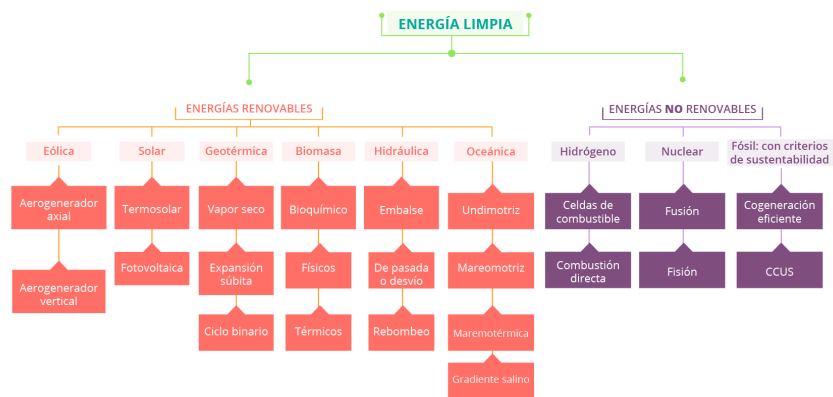 ENERGÍA LIMPIA
ENERGÍAS RENOVABLES
ENERGÍAS NO RENOVABLES
Eólica
Solar
Geotérmica
Biomasa
Hidráulica
Oceánica
Hidrógeno
Nuclear
Fósil: con criterios
de sustentabilidad
Aerogenerador
axial
Termosolar
Vapor seco
Bioquímico
Embalse
Undimotriz
Celdas de
combustible
Fusión
Cogeneración
eficiente
Aerogenerador
vertical
Fotovoltaica
Expansión
súbita
Físicos
De pasada
o desvío
Mareomotriz
Combustión
directa
Fisión
CCUS
Ciclo binario
Térmicos
Rebombeo
Maremotérmica
Gradiente salino